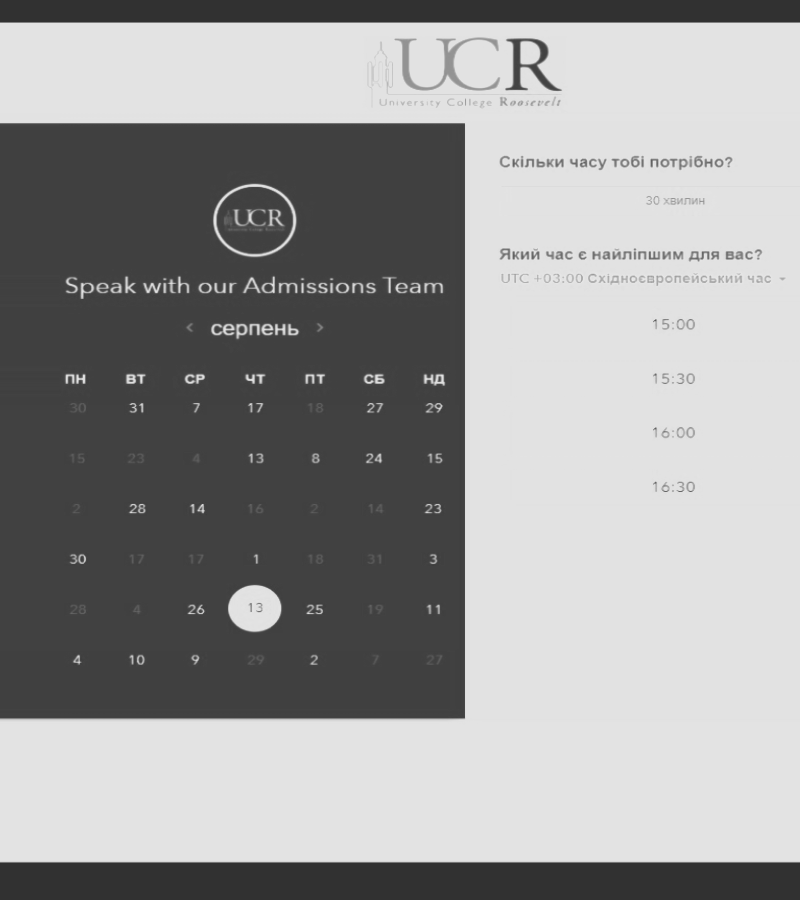 UCR
University College Roosevelt
UCR
Speak with our Admissions Team
< серпень >
ПН ВТ СР ЧТ ПТ СБ НД
30 31 7 17 18 27 29
15 23 4 13 8 24 15
2 28 14 16 2 14 23
30 17 17 1 18 31 3
28 4 26 13 25 19 11
4 10 9 29 2 7 27
Скільки часу тобі потрібно?
30 хвилин
Який час є найліпшим для вас?
UTC +03:00 Східноєвропейський час
15:00
15:30
16:00
16:30